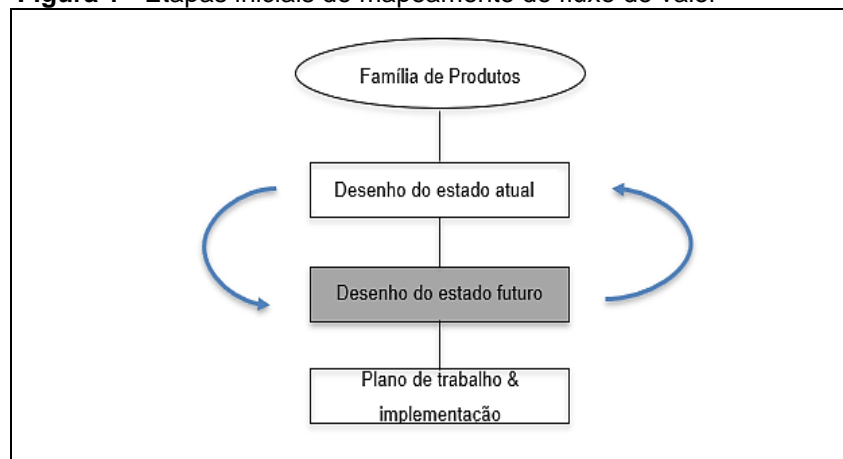 Família de Produtos
Desenho do estado atual
Desenho do estado futuro
Plano de trabalho &
implementação